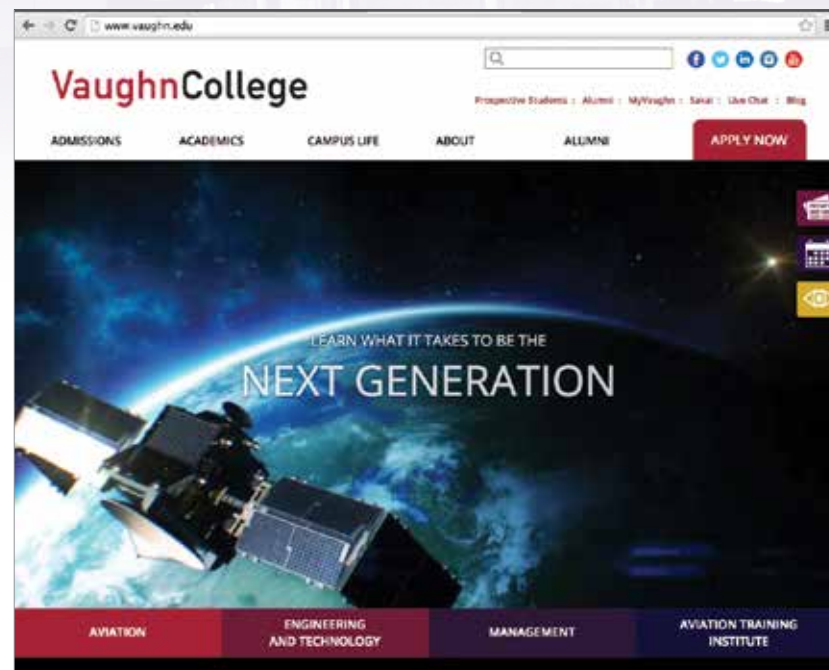 www.vaughn.edu
VaughnCollege
Prospective Students : Alumni : MyVaughn : Sakai : Live Chat : Blog
ADMISSIONS ACADEMICS CAMPUS LIFE ABOUT ALUMNI APPLY NOW
LEARN WHAT IT TAKES TO BE THE
NEXT GENERATION
AVIATION
ENGINEERING
AND TECHNOLOGY
MANAGEMENT
AVIATION TRAINING
INSTITUTE